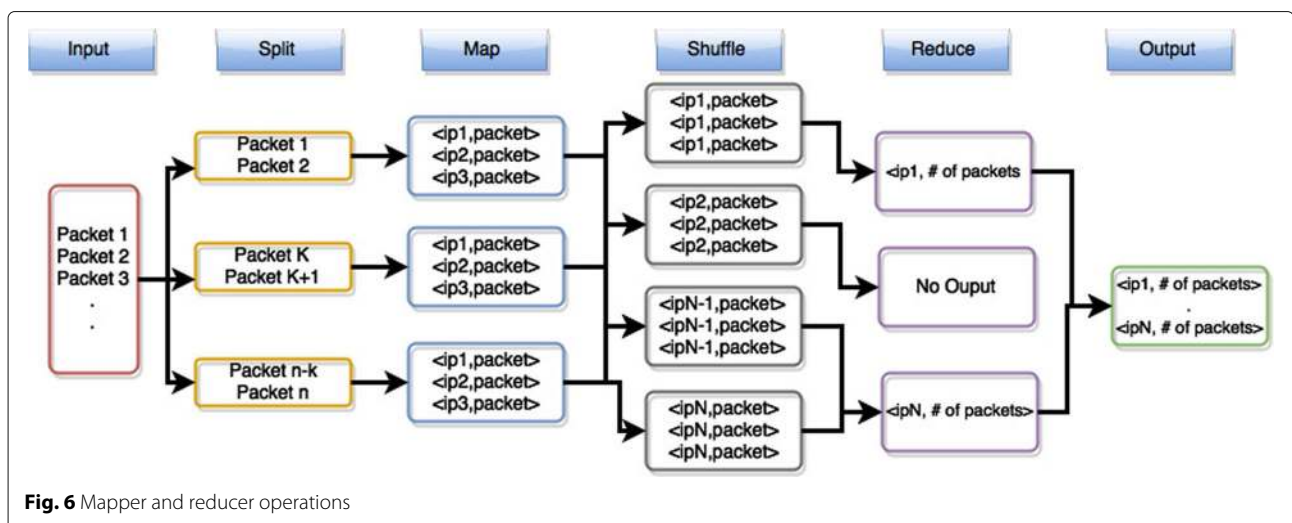 Input
Split
Map
Shuffle
Reduce
Output
Packet 1
Packet 2
Packet 3
.
.
Packet 1
Packet 2
Packet K
Packet K+1
Packet n-k
Packet n
<ip1,packet>
<ip2,packet>
<ip3,packet>
<ip1,packet>
<ip2,packet>
<ip3,packet>
<ip1,packet>
<ip2,packet>
<ip3,packet>
<ip1,packet>
<ip1,packet>
<ip1,packet>
<ip2,packet>
<ip2,packet>
<ip2,packet>
<ipN-1,packet>
<ipN-1,packet>
<ipN-1,packet>
<ipN,packet>
<ipN,packet>
<ipN,packet>
<ip1, # of packets
No Ouput
<ipN, # of packets>
<ip1, # of packets>
.
<ipN, # of packets>
Fig. 6 Mapper and reducer operations